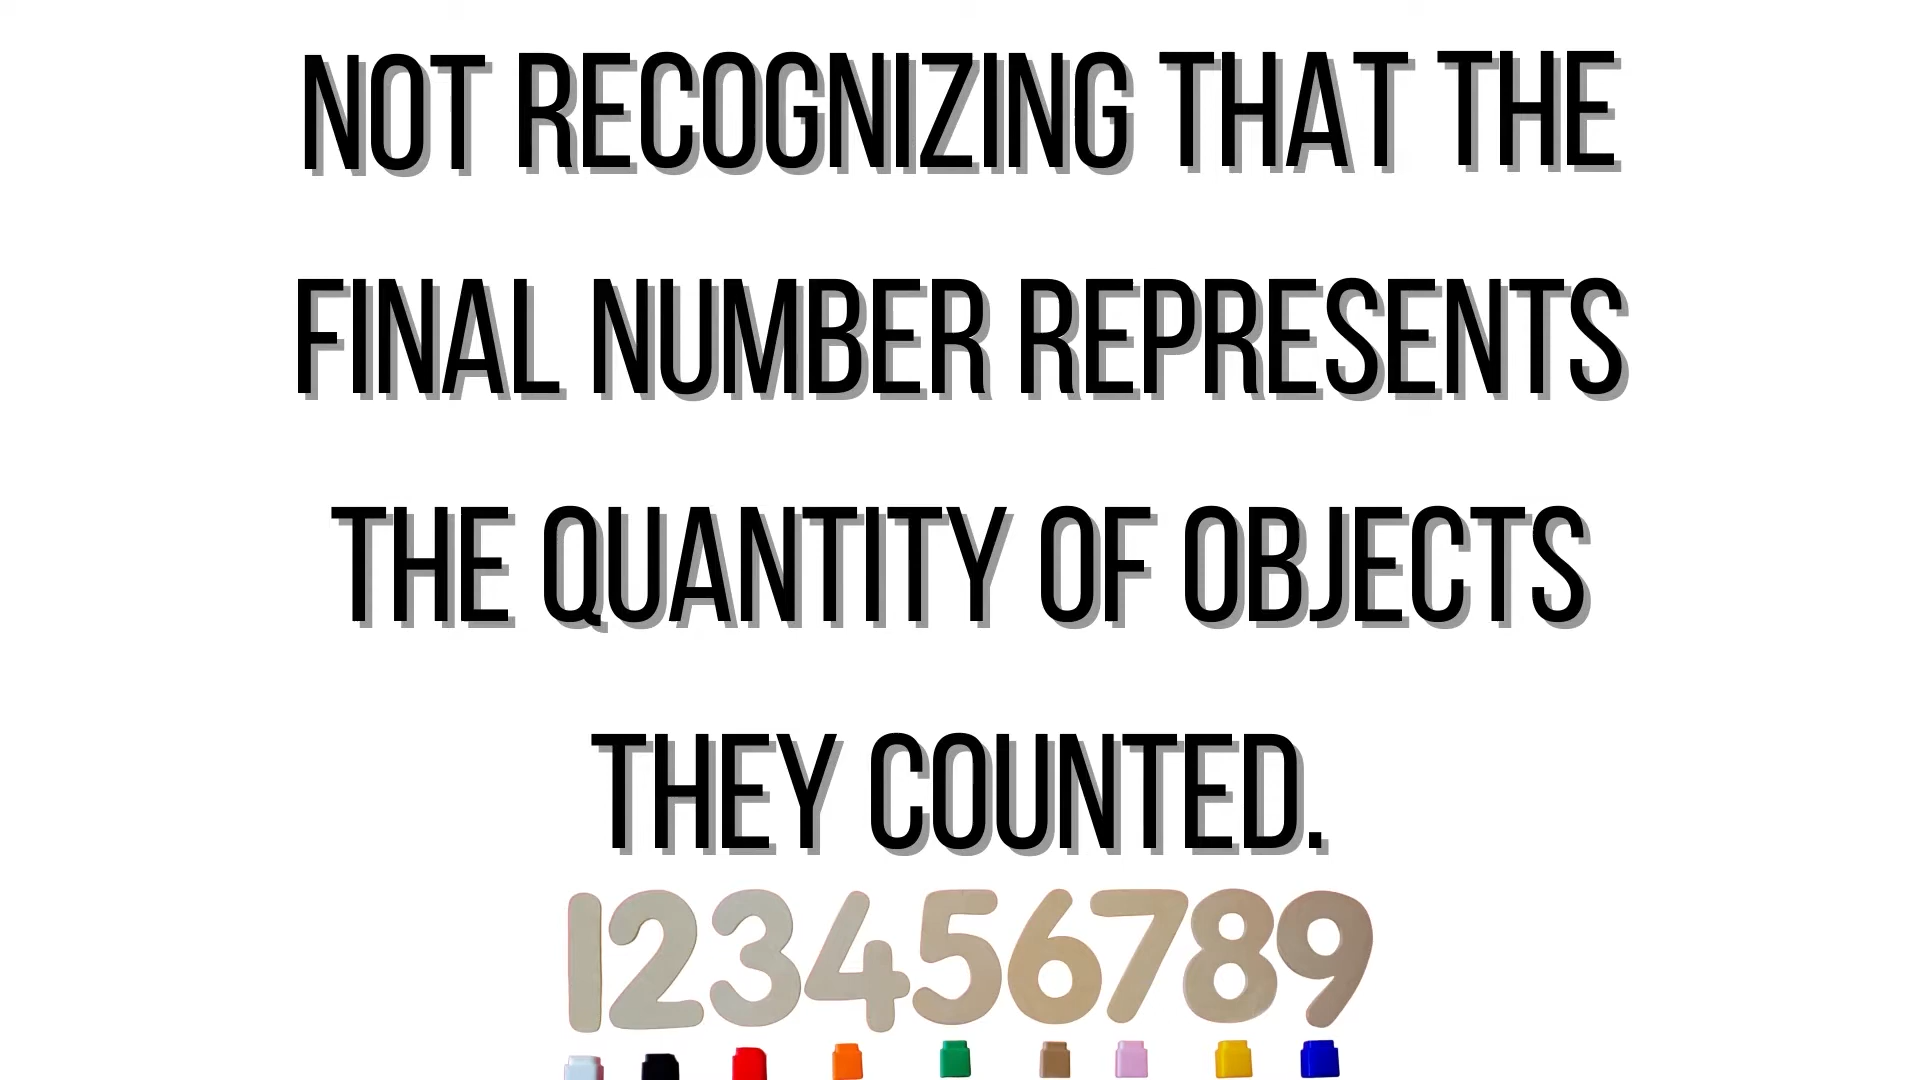 NOT RECOGNIZING THAT THE
FINAL NUMBER REPRESENTS
THE QUANTITY OF OBJECTS
THEY COUNTED.
123456789